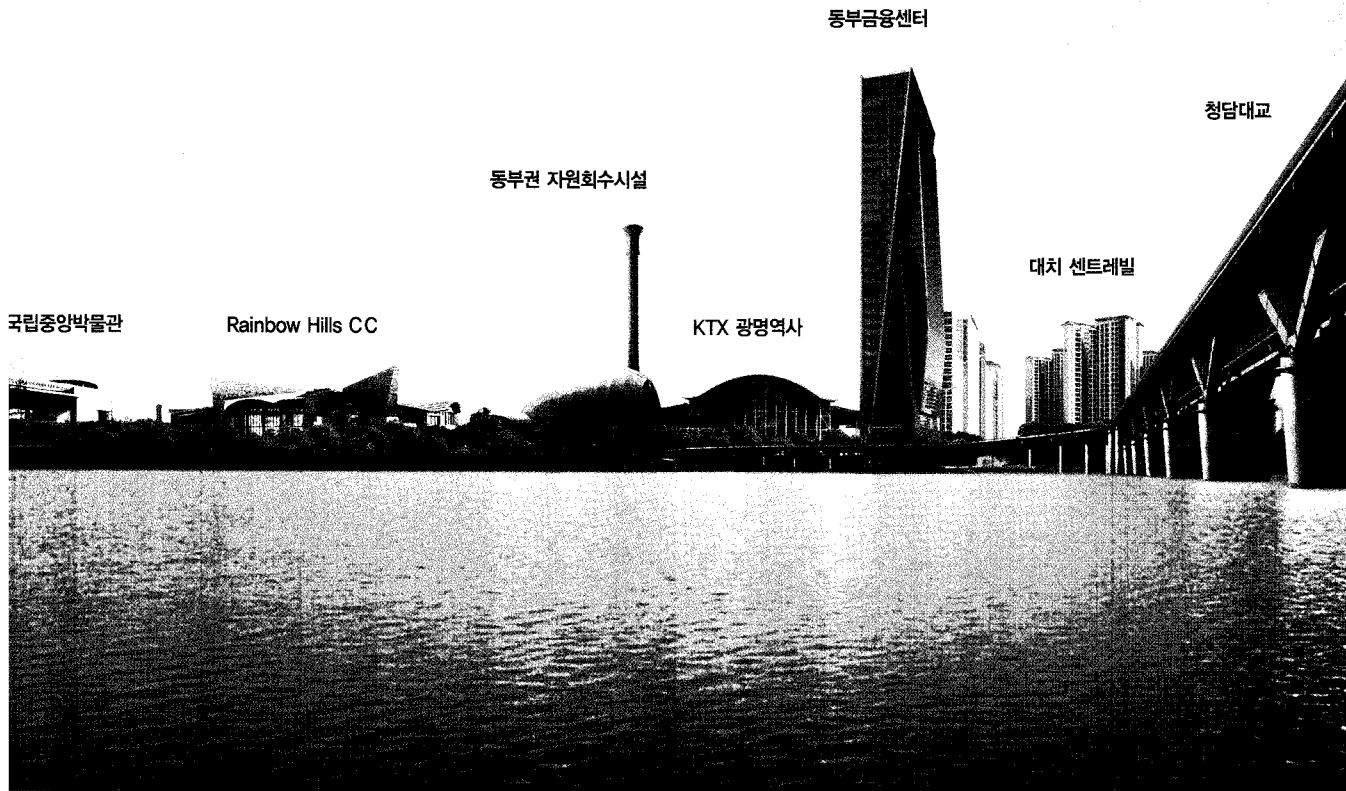 동부금융센터
청담대교
동부권 자원회수시설
대치 센트레빌
국립중앙박물관
Rainbow Hills CC
KTX 광명역사